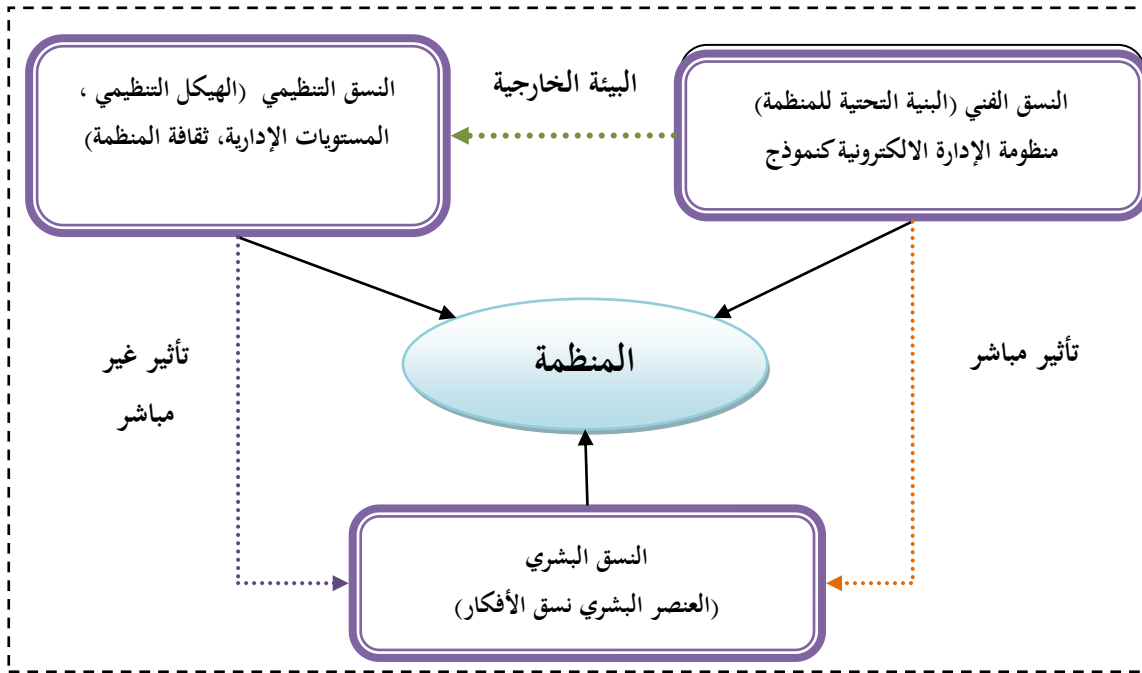 النسق الفني (البنية التحتية للمنظمة)
منظومة الإدارة الالكترونية كنموذج
البيئة الخارجية
النسق التنظيمي (الهيكل التنظيمي ،
المستويات الإدارية، ثقافة المنظمة)
تأثير مباشر
المنظمة
تأثير غير
مباشر
النسق البشري
(العنصر البشري نسق الأفكار)